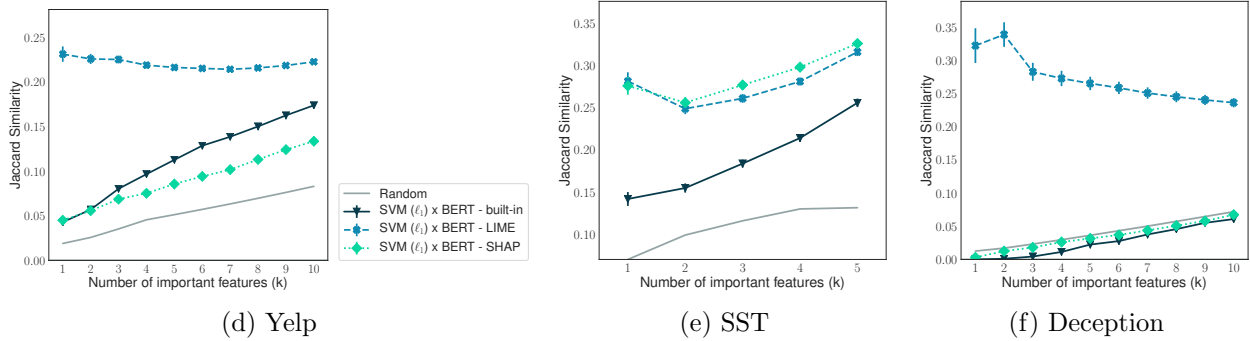 0.25
0.20
0.15
0.10
0.05
0.00
Jaccard Similarity
1 2 3 4 5 6 7 8 9 10
Number of important features (k)
(d) Yelp
Random
SVM (ℓ₁) x BERT - built-in
SVM (ℓ₁) x BERT - LIME
SVM (ℓ₁) x BERT - SHAP
0.35
0.30
0.25
0.20
0.15
0.10
Jaccard Similarity
1 2 3 4 5
Number of important features (k)
(e) SST
0.35
0.30
0.25
0.20
0.15
0.10
0.05
0.00
Jaccard Similarity
1 2 3 4 5 6 7 8 9 10
Number of important features (k)
(f) Deception